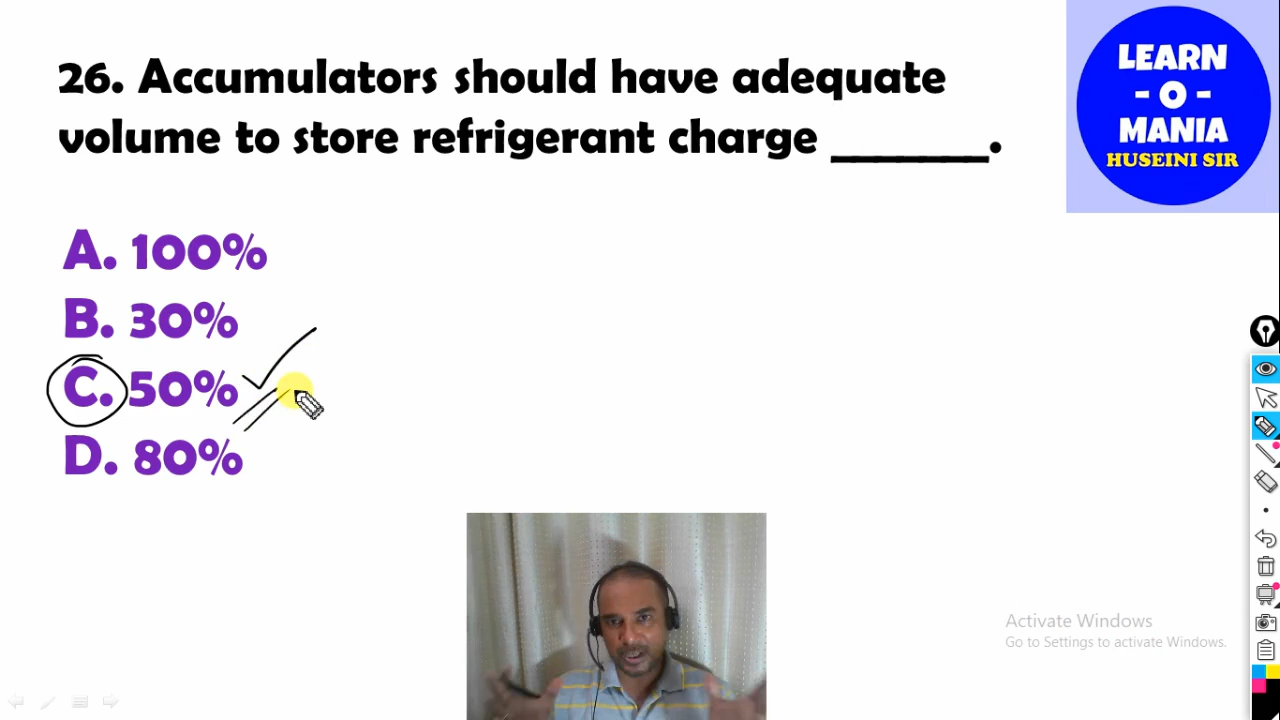 26. Accumulators should have adequate
volume to store refrigerant charge _______.
A. 100%
B. 30%
C. 50%
D. 80%
LEARN
- O -
MANIA
HUSEINI SIR
Activate Windows
Go to Settings to activate Windows.